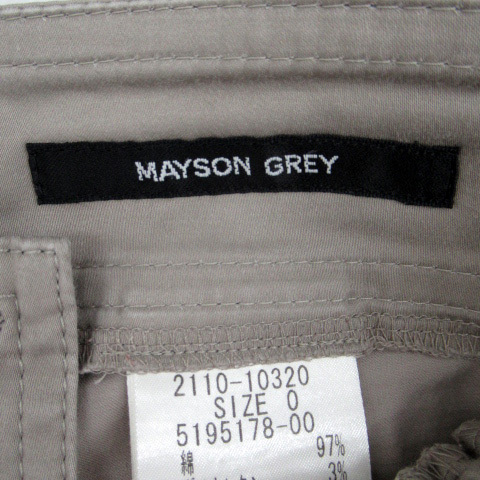 MAYSON GREY
2110-10320
SIZE 0
5195178-00
綿 97%
3%